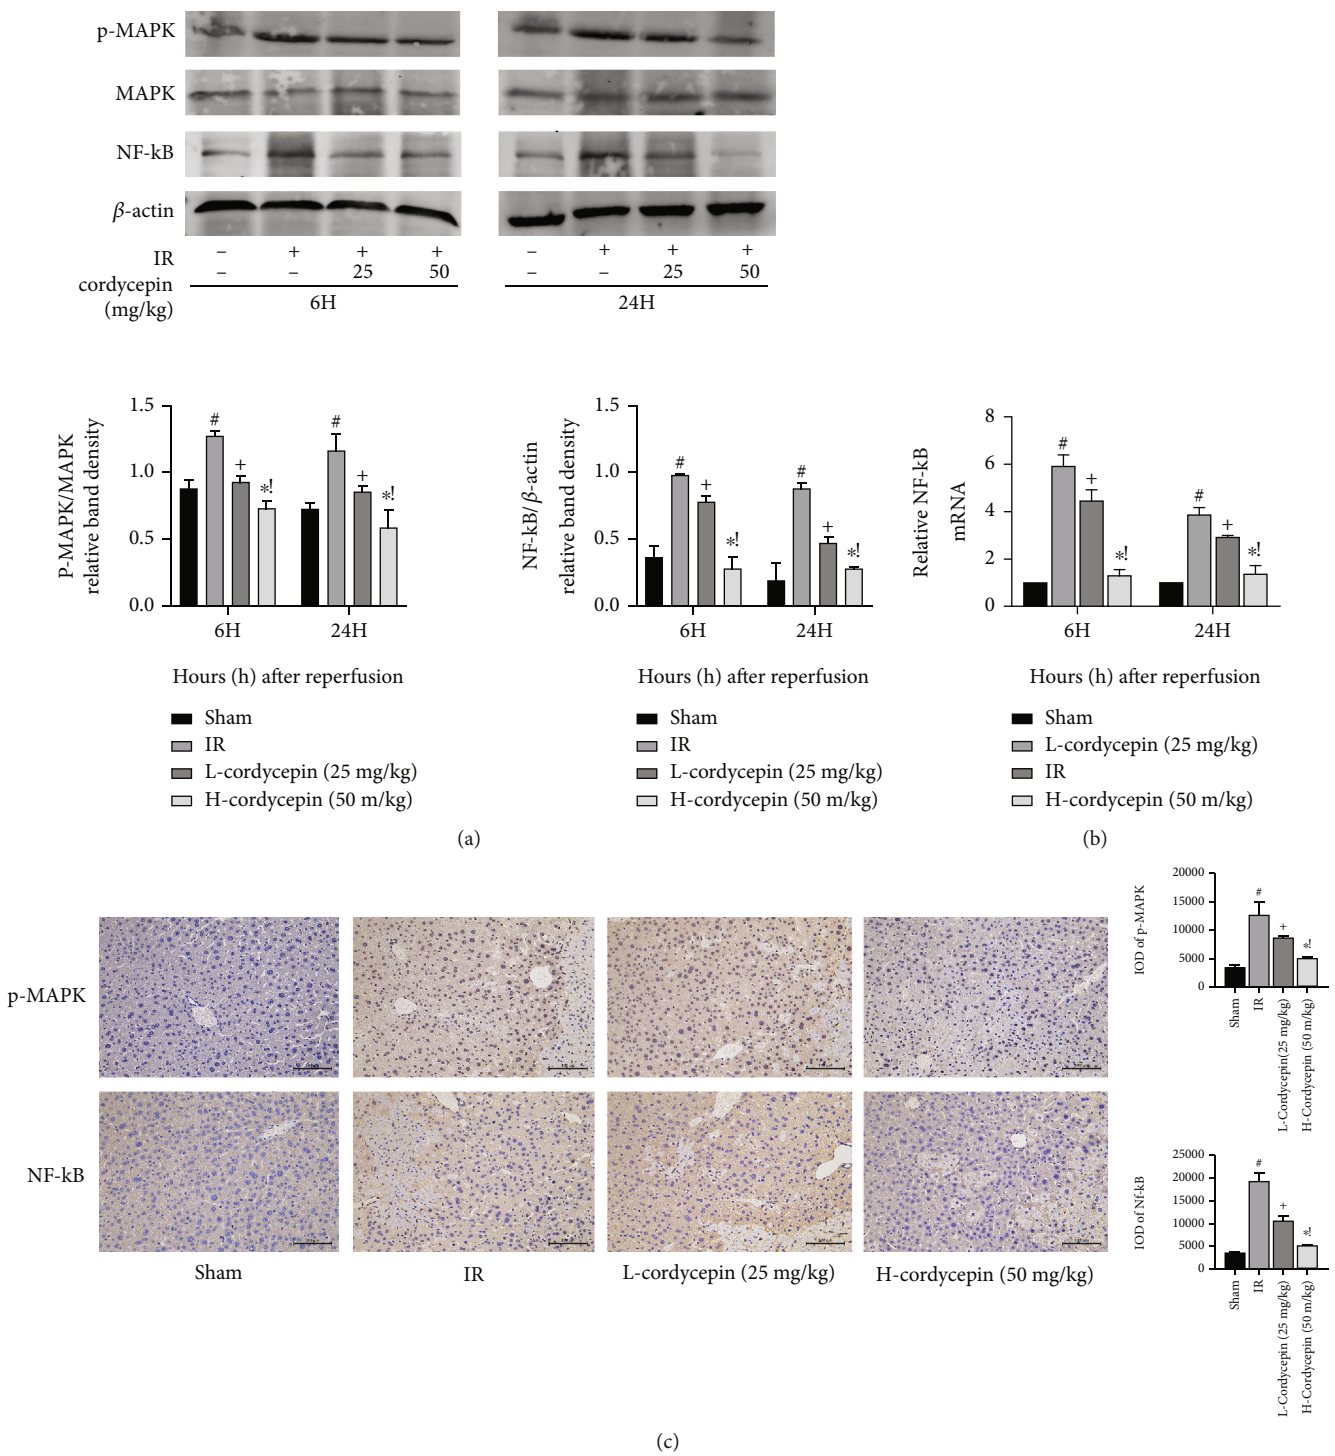 p-MAPK
MAPK
NF-kB
β-actin
IR – + + + – + + +
cordycepin (mg/kg) – – 25 50 – – 25 50
6H 24H
P-MAPK/MAPK
relative band density
1.5
1.0
0.5
0.0
# + *! # + *!
6H 24H
Hours (h) after reperfusion
Sham
IR
L-cordycepin (25 mg/kg)
H-cordycepin (50 m/kg)
NF-kB/β-actin
relative band density
1.5
1.0
0.5
0.0
# + *! # + *!
6H 24H
Hours (h) after reperfusion
Sham
IR
L-cordycepin (25 mg/kg)
H-cordycepin (50 m/kg)
(a)
Relative NF-kB
mRNA
8
6
4
2
0
# + *! # + *!
6H 24H
Hours (h) after reperfusion
Sham
L-cordycepin (25 mg/kg)
IR
H-cordycepin (50 m/kg)
(b)
p-MAPK
NF-kB
Sham IR L-cordycepin (25 mg/kg) H-cordycepin (50 mg/kg)
IOD of p-MAPK
20000
15000
10000
5000
0
# + *!
Sham
IR
L-Cordycepin(25 mg/kg)
H-Cordycepin (50 m/kg)
IOD of Nf-kB
25000
20000
15000
10000
5000
0
# + *!
Sham
IR
L-Cordycepin (25 mg/kg)
H-Cordycepin (50 m/kg)
(c)